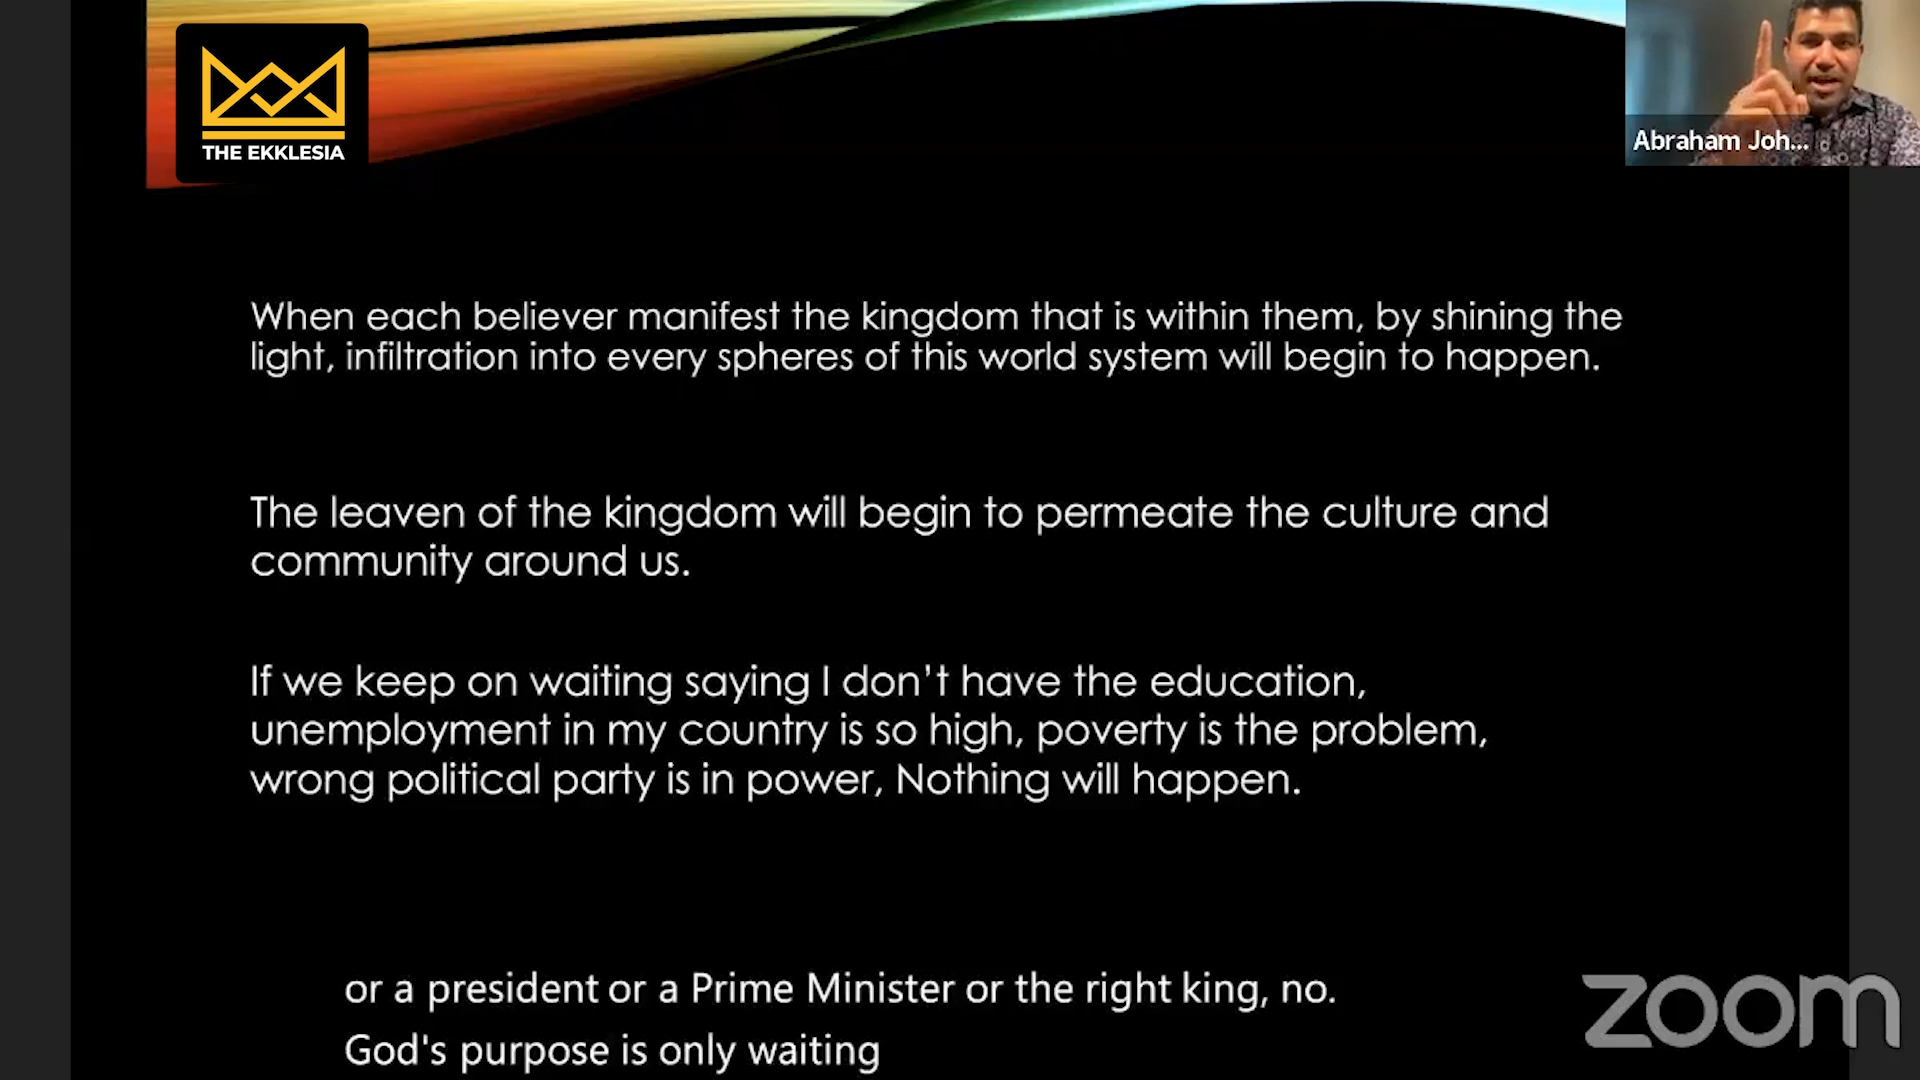 THE EKKLESIA
Abraham Joh...
When each believer manifest the kingdom that is within them, by shining the
light, infiltration into every spheres of this world system will begin to happen.
The leaven of the kingdom will begin to permeate the culture and
community around us.
If we keep on waiting saying I don’t have the education,
unemployment in my country is so high, poverty is the problem,
wrong political party is in power, Nothing will happen.
or a president or a Prime Minister or the right king, no.
God's purpose is only waiting
zoom